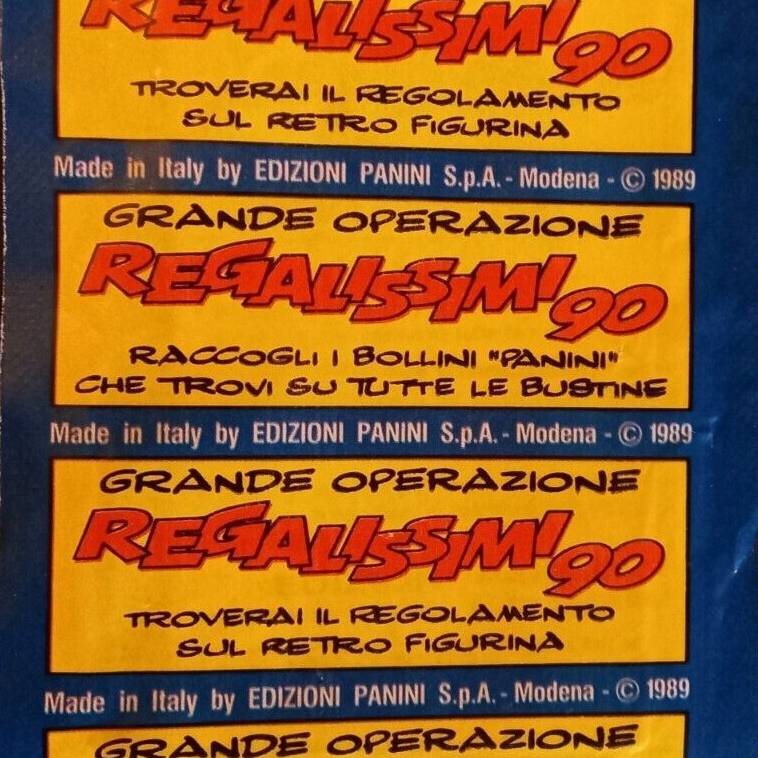 REGALISSIMI 90
TROVERAI IL REGOLAMENTO
SUL RETRO FIGURINA
Made in Italy by EDIZIONI PANINI S.p.A. - Modena - © 1989
GRANDE OPERAZIONE
REGALISSIMI 90
RACCOGLI I BOLLINI "PANINI"
CHE TROVI SU TUTTE LE BUSTINE
Made in Italy by EDIZIONI PANINI S.p.A. - Modena - © 1989
GRANDE OPERAZIONE
REGALISSIMI 90
TROVERAI IL REGOLAMENTO
SUL RETRO FIGURINA
Made in Italy by EDIZIONI PANINI S.p.A. - Modena - © 1989
GRANDE OPERAZIONE